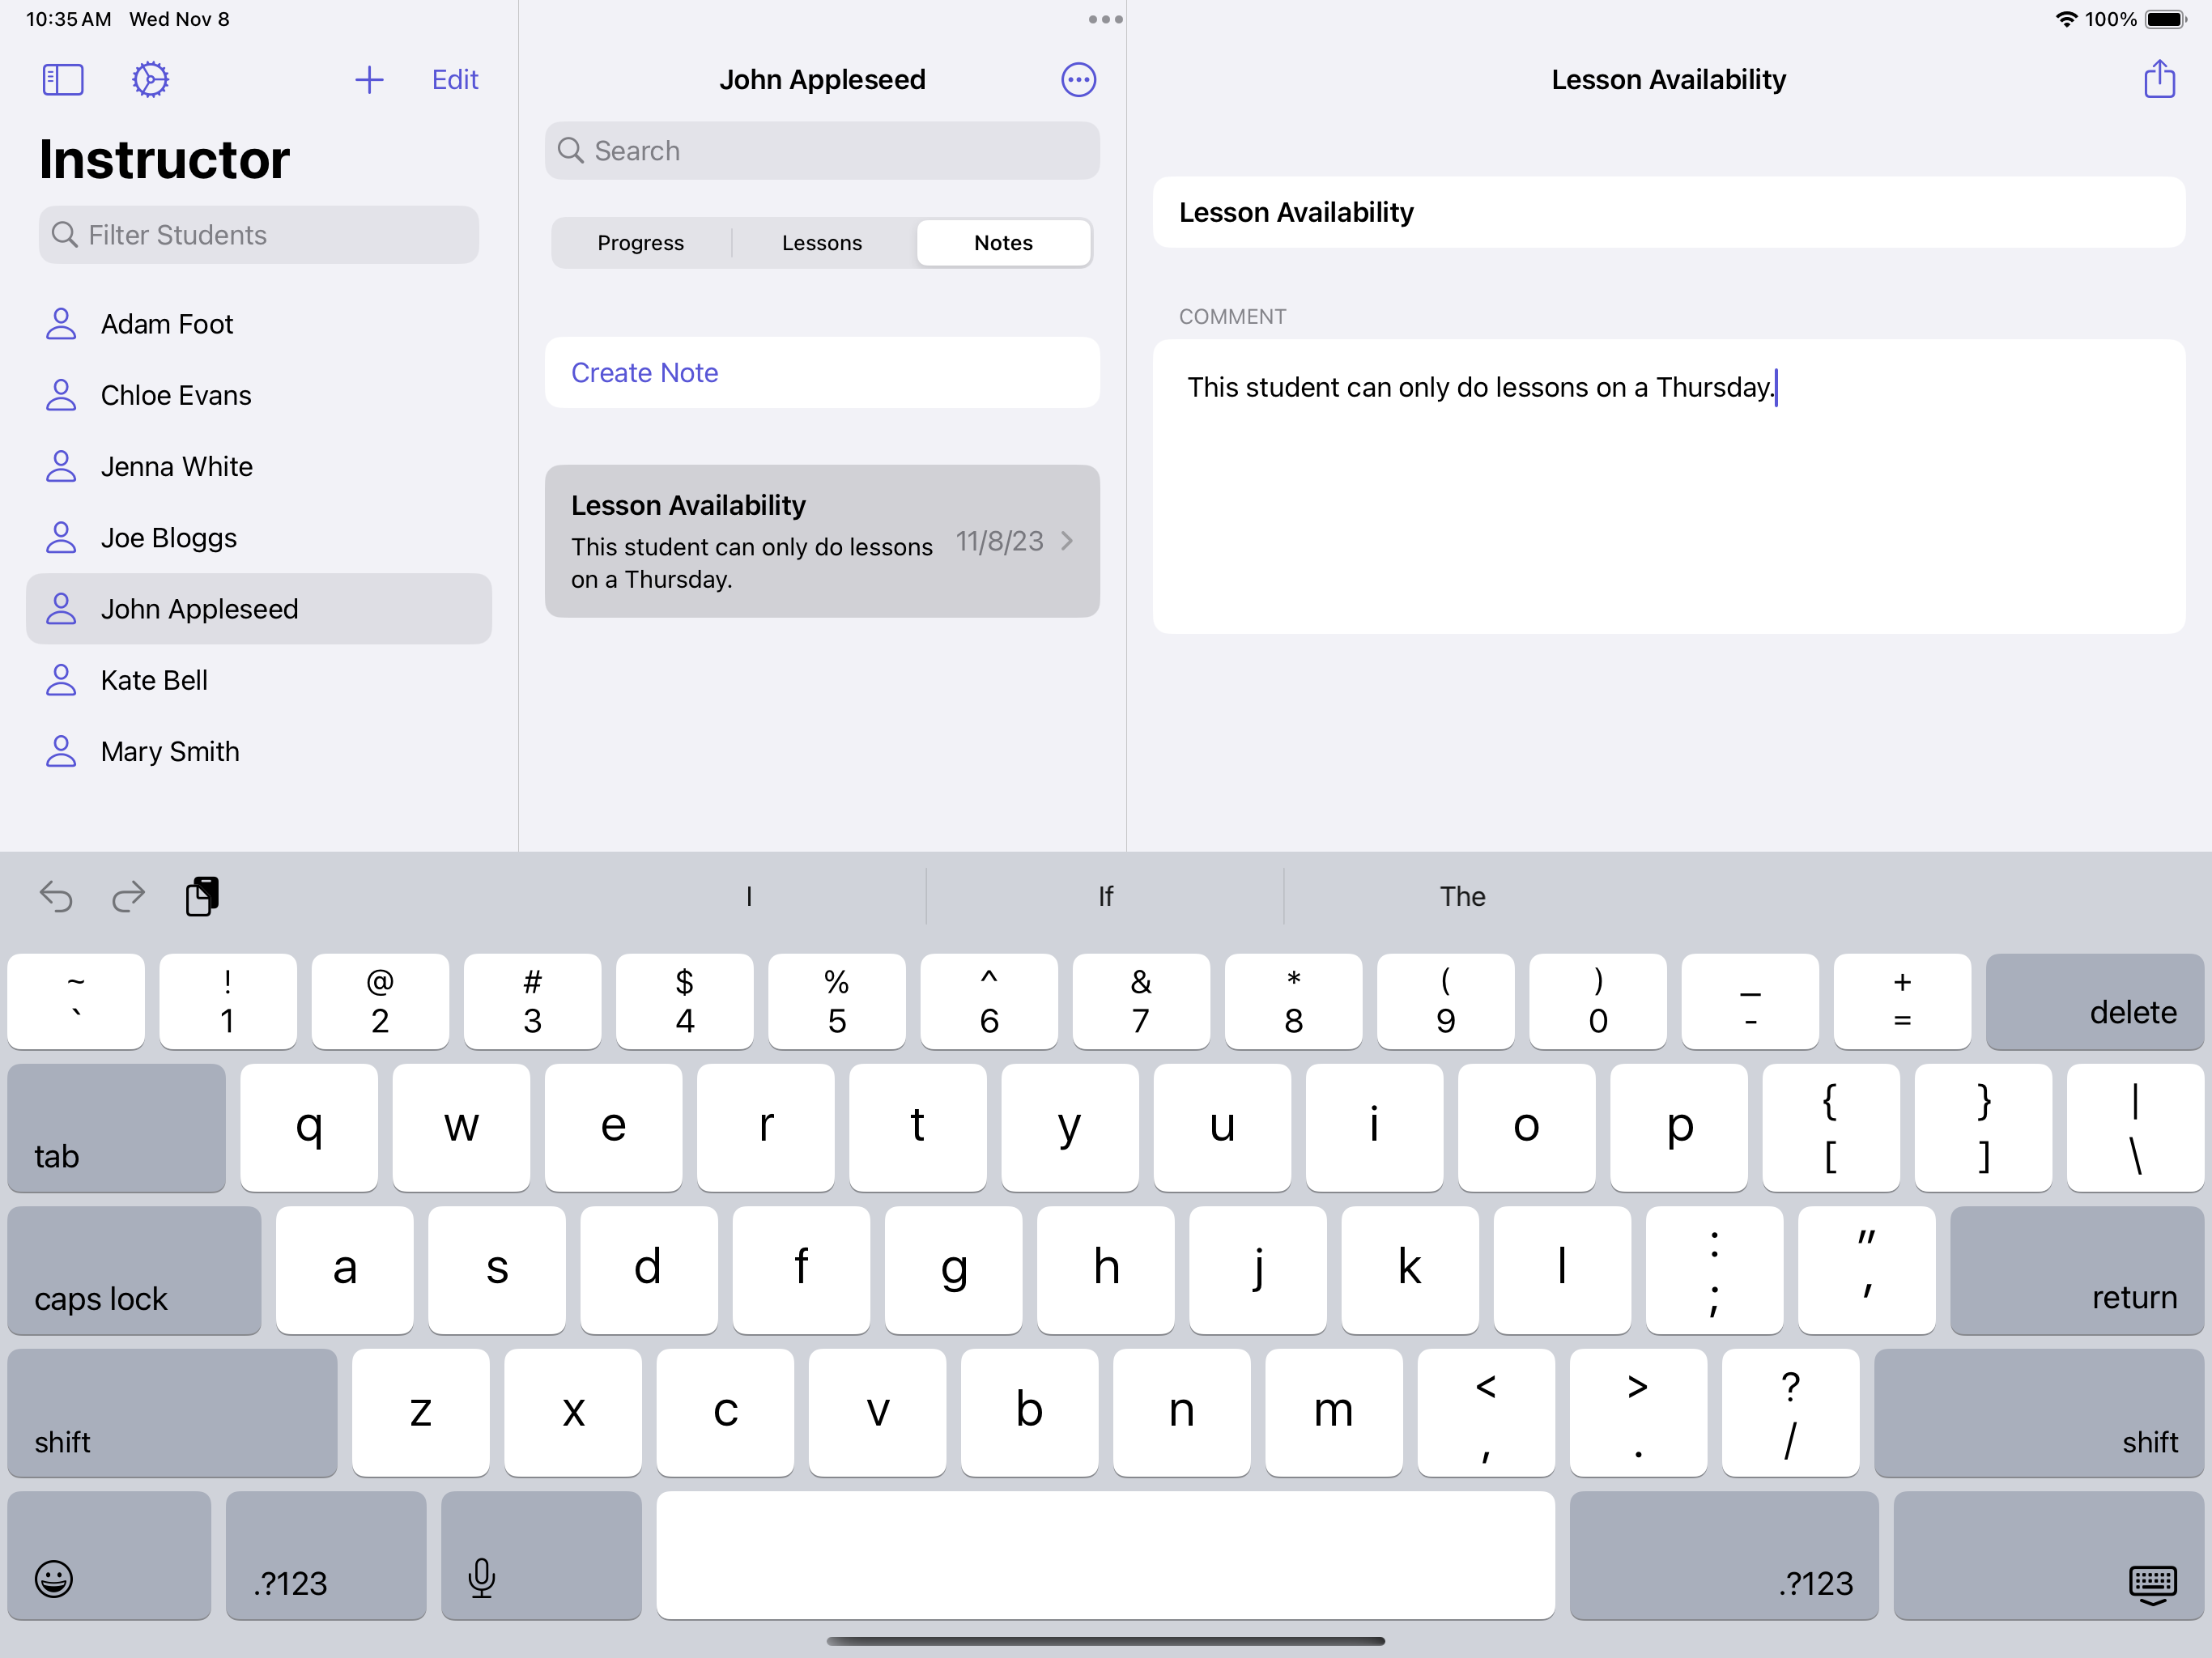 10:35 AM Wed Nov 8
100%
Edit
Instructor
Filter Students
Adam Foot
Chloe Evans
Jenna White
Joe Bloggs
John Appleseed
Kate Bell
Mary Smith
John Appleseed
Search
Progress Lessons Notes
Create Note
Lesson Availability
This student can only do lessons
on a Thursday.
11/8/23
Lesson Availability
Lesson Availability
COMMENT
This student can only do lessons on a Thursday.
I If The
~ ! @ # $ % ^ & * ( ) _ +
` 1 2 3 4 5 6 7 8 9 0 - = delete
tab q w e r t y u i o p { [ } ] | \
caps lock a s d f g h j k l : ; " ' return
shift z x c v b n m < , > . ? / shift
.?123 .?123